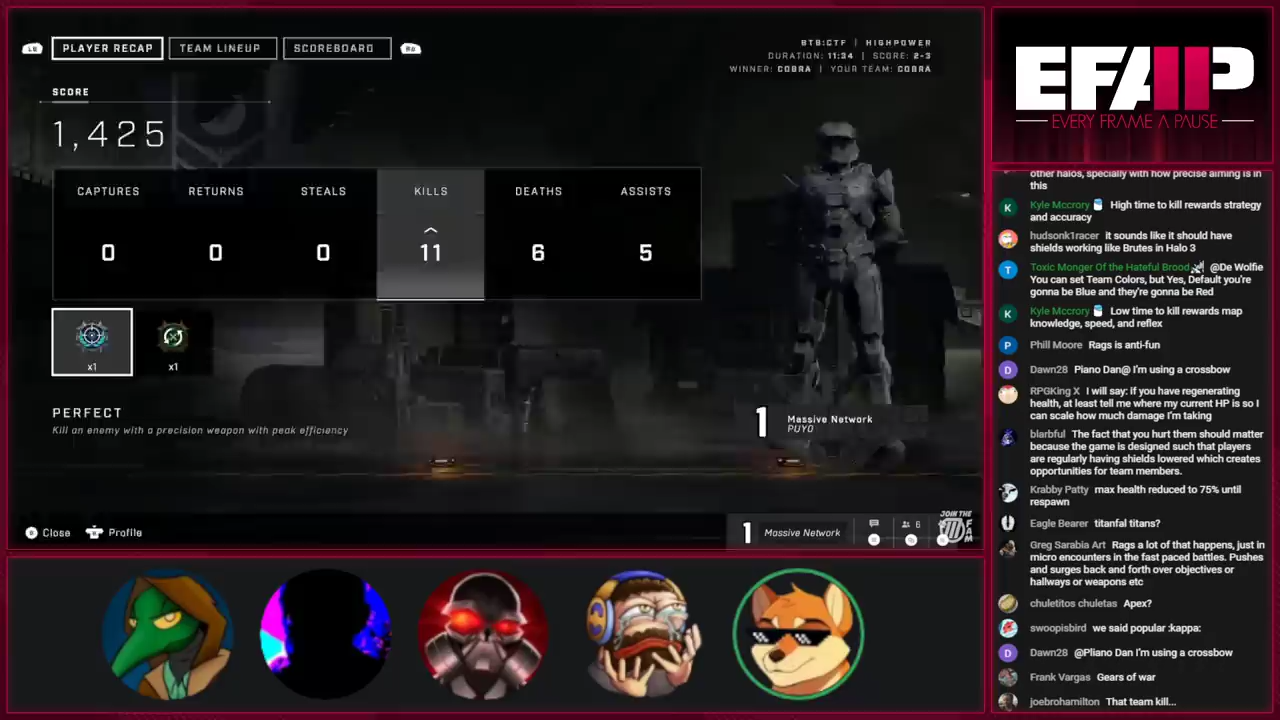 LB
PLAYER RECAP
TEAM LINEUP
SCOREBOARD
RB
BTB:CTF | HIGHPOWER
DURATION: 11:34 | SCORE: 2-3
WINNER: COBRA | YOUR TEAM: COBRA
SCORE
1,425
CAPTURES
RETURNS
STEALS
KILLS
DEATHS
ASSISTS
0
0
0
11
6
5
x1
x1
PERFECT
Kill an enemy with a precision weapon with peak efficiency
1
Massive Network
PUYO
Close
Profile
1
Massive Network
6
JOIN THE
FAM
EFAP
EVERY FRAME A PAUSE
other halos, specially with how precise aiming is in
this
K
Kyle Mccrory High time to kill rewards strategy
and accuracy
hudsonk1racer it sounds like it should have
shields working like Brutes in Halo 3
T
Toxic Monger Of the Hateful Brood @De Wolfie
You can set Team Colors, but Yes, Default you're
gonna be Blue and they're gonna be Red
K
Kyle Mccrory Low time to kill rewards map
knowledge, speed, and reflex
P
Phill Moore Rags is anti-fun
D
Dawn28 Piano Dan@ I'm using a crossbow
RPGKing X I will say: if you have regenerating
health, at least tell me where my current HP is so I
can scale how much damage I'm taking
blarbful The fact that you hurt them should matter
because the game is designed such that players
are regularly having shields lowered which creates
opportunities for team members.
Krabby Patty max health reduced to 75% until
respawn
Eagle Bearer titanfal titans?
Greg Sarabia Art Rags a lot of that happens, just in
micro encounters in the fast paced battles. Pushes
and surges back and forth over objectives or
hallways or weapons etc
chuletitos chuletas Apex?
swoopisbird we said popular :kappa:
D
Dawn28 @Pliano Dan I'm using a crossbow
Frank Vargas Gears of war
joebrohamilton That team kill...